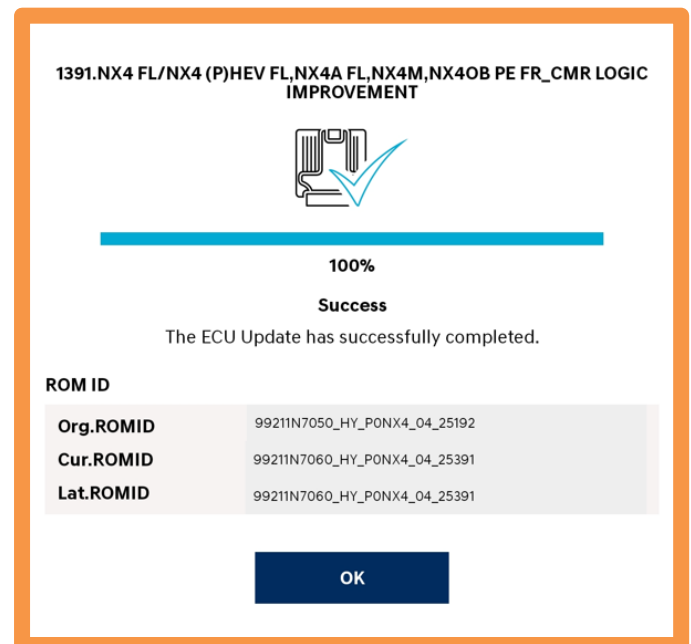 1391.NX4 FL/NX4 (P)HEV FL,NX4A FL,NX4M,NX4OB PE FR_CMR LOGIC
IMPROVEMENT
100%
Success
The ECU Update has successfully completed.
ROM ID
Org.ROMID 99211N7050_HY_P0NX4_04_25192
Cur.ROMID 99211N7060_HY_P0NX4_04_25391
Lat.ROMID 99211N7060_HY_P0NX4_04_25391
OK